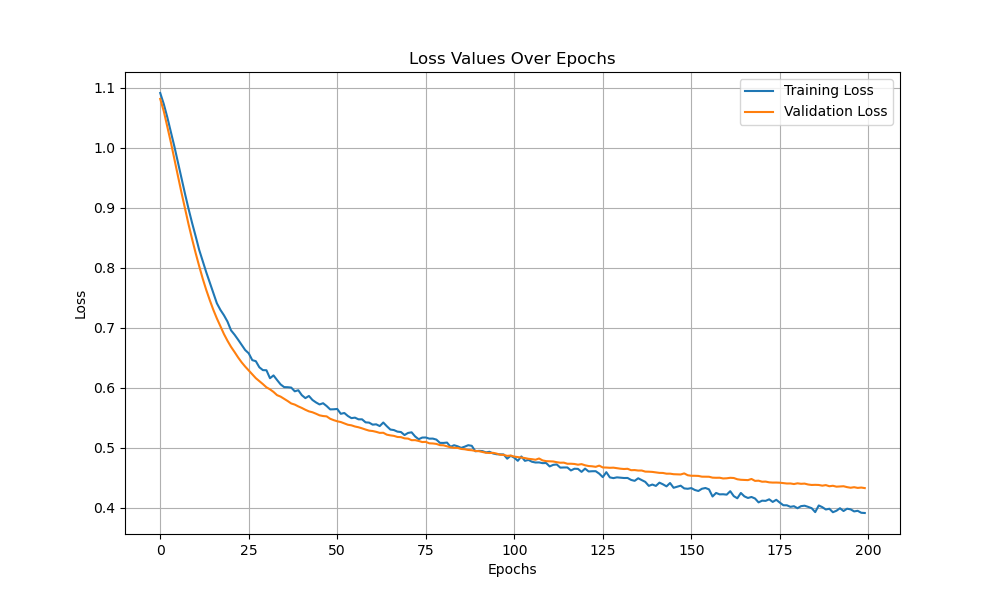 Loss Values Over Epochs
Training Loss
Validation Loss
Loss
1.1
1.0
0.9
0.8
0.7
0.6
0.5
0.4
0 25 50 75 100 125 150 175 200
Epochs